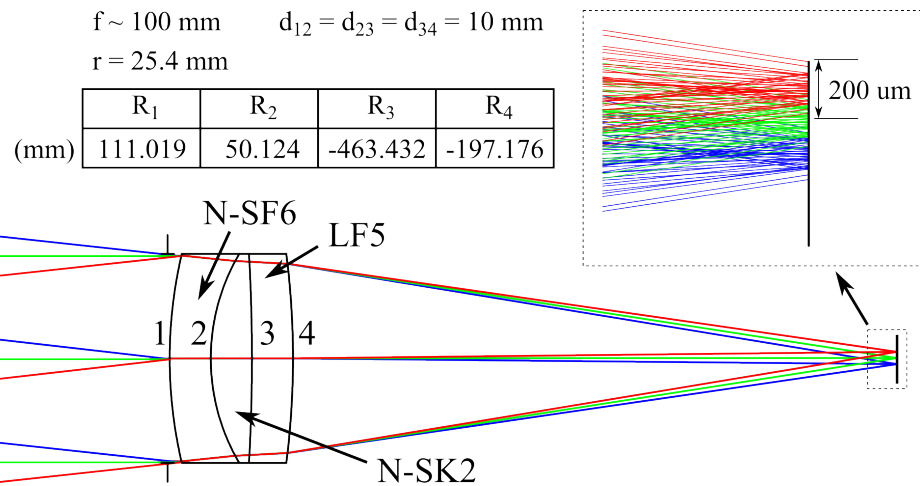 f ~ 100 mm d₁₂ = d₂₃ = d₃₄ = 10 mm
r = 25.4 mm
R₁ R₂ R₃ R₄
(mm) 111.019 50.124 -463.432 -197.176
200 um
N-SF6
LF5
1 2 3 4
N-SK2